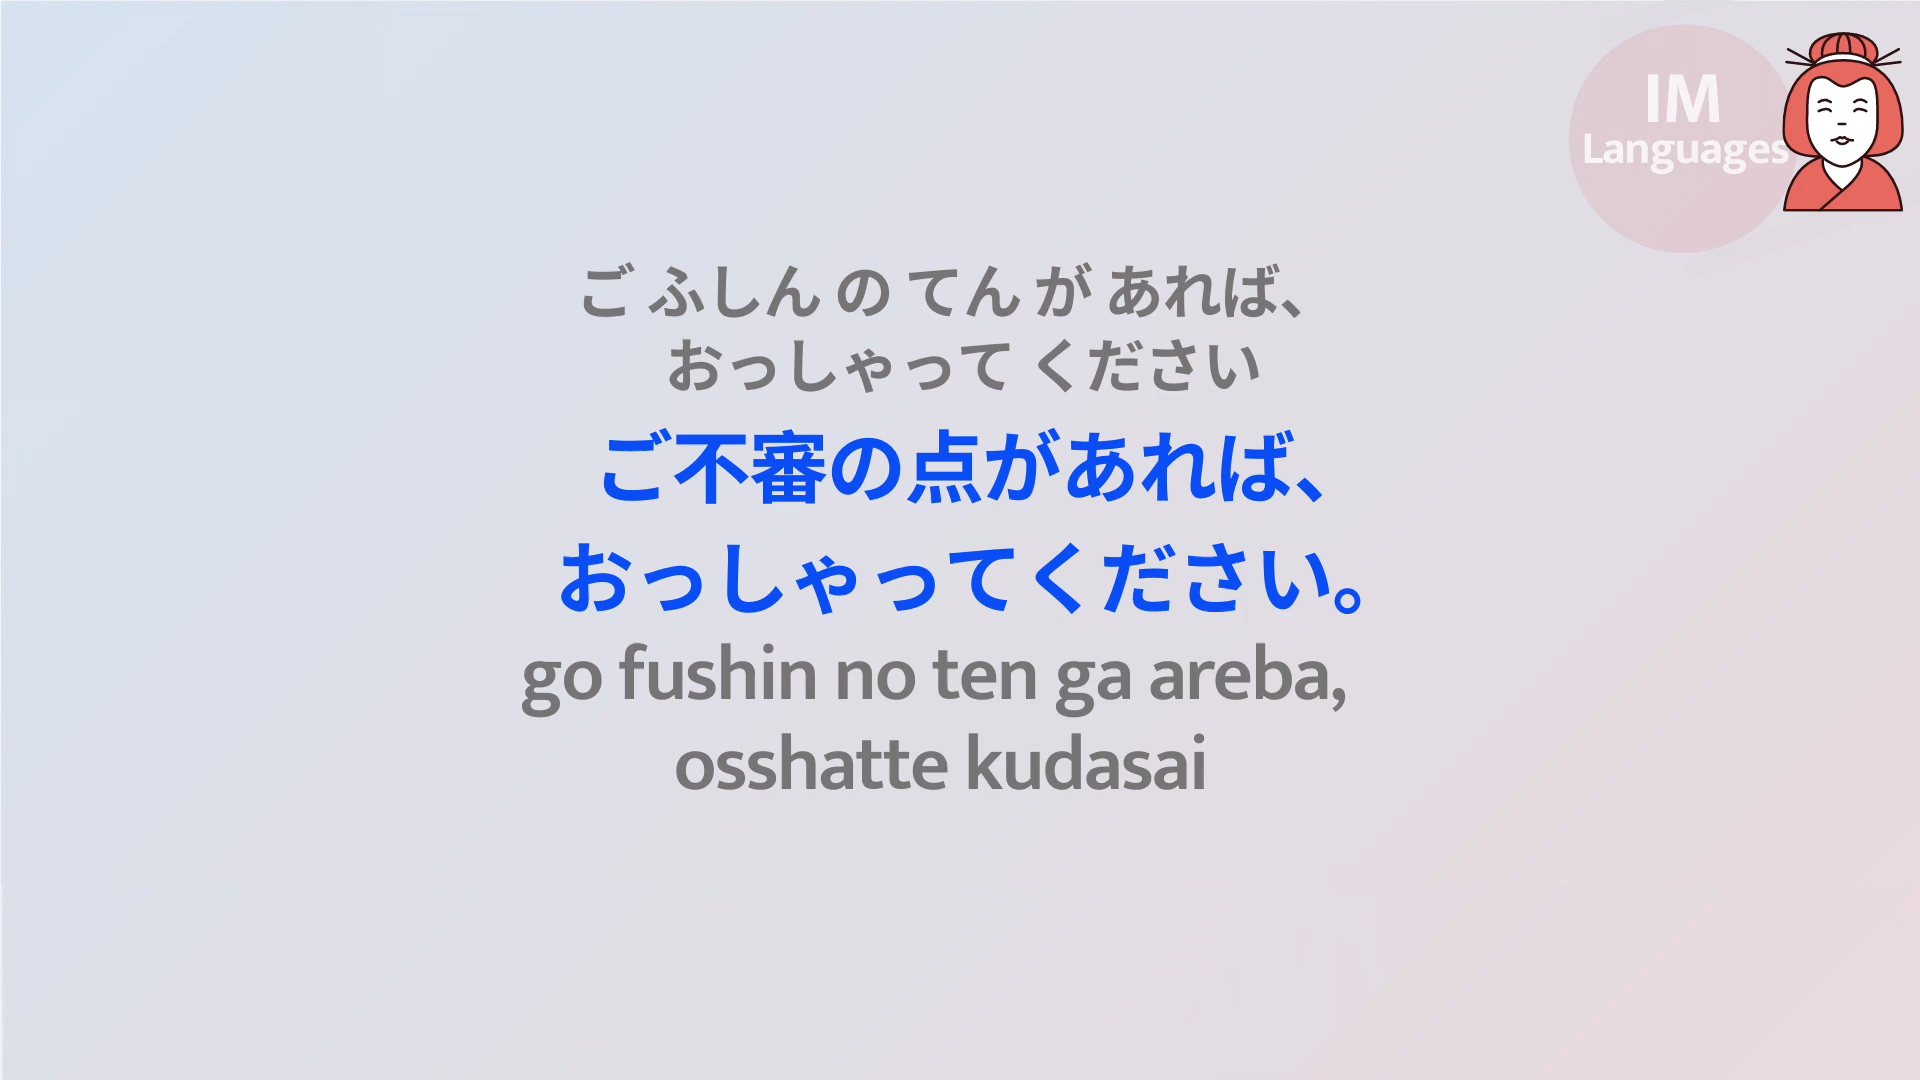 IM
Languages
ご ふしん の てん が あれば、
おっしゃって ください
ご不審の点があれば、
おっしゃってください。
go fushin no ten ga areba,
osshatte kudasai